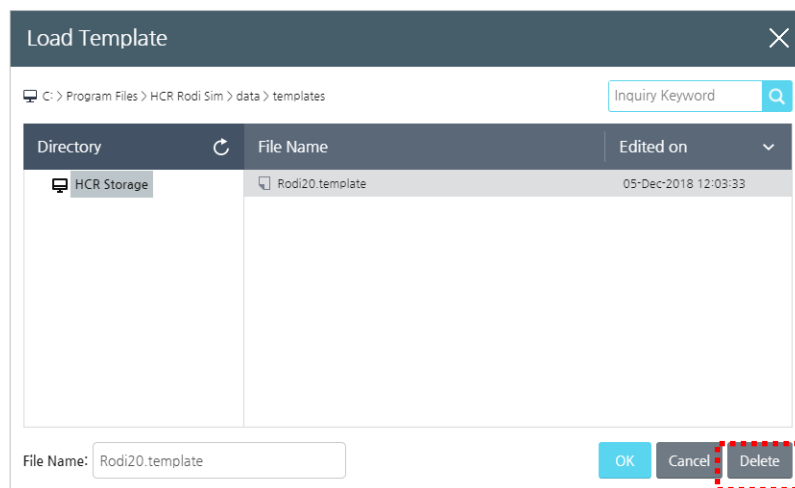 Load Template
C: > Program Files > HCR Rodi Sim > data > templates
Inquiry Keyword
Directory File Name Edited on
HCR Storage Rodi20.template 05-Dec-2018 12:03:33
File Name: Rodi20.template OK Cancel Delete